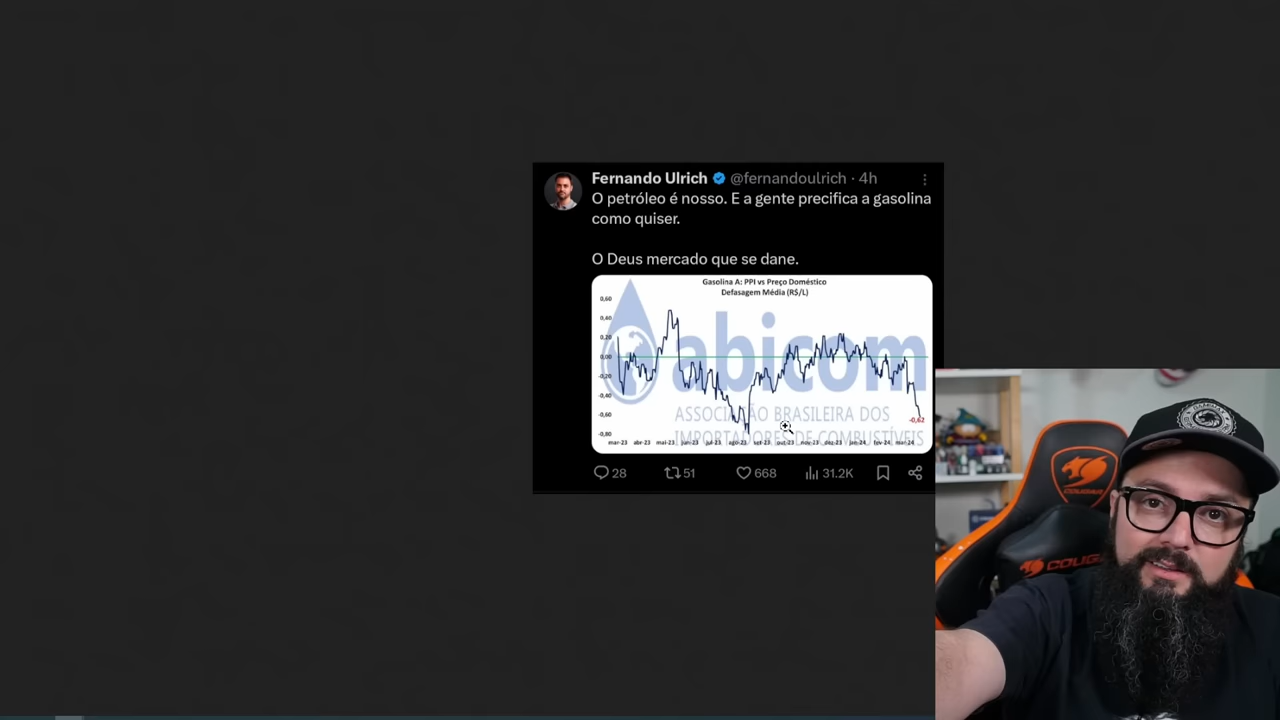 Fernando Ulrich @fernandoulrich · 4h
O petróleo é nosso. E a gente precifica a gasolina
como quiser.
O Deus mercado que se dane.
Gasolina A: PPI vs Preço Doméstico
Defasagem Média (R$/L)
0,60
0,40
0,20
0,00
-0,20
-0,40
-0,60
-0,80
abicom
ASSOCIAÇÃO BRASILEIRA DOS
IMPORTADORES DE COMBUSTÍVEIS
-0,62
mar-23 abr-23 mai-23 jun-23 jul-23 ago-23 set-23 out-23 nov-23 dez-23 jan-24 fev-24 mar-24
28 51 668 31.2K
COUGAR